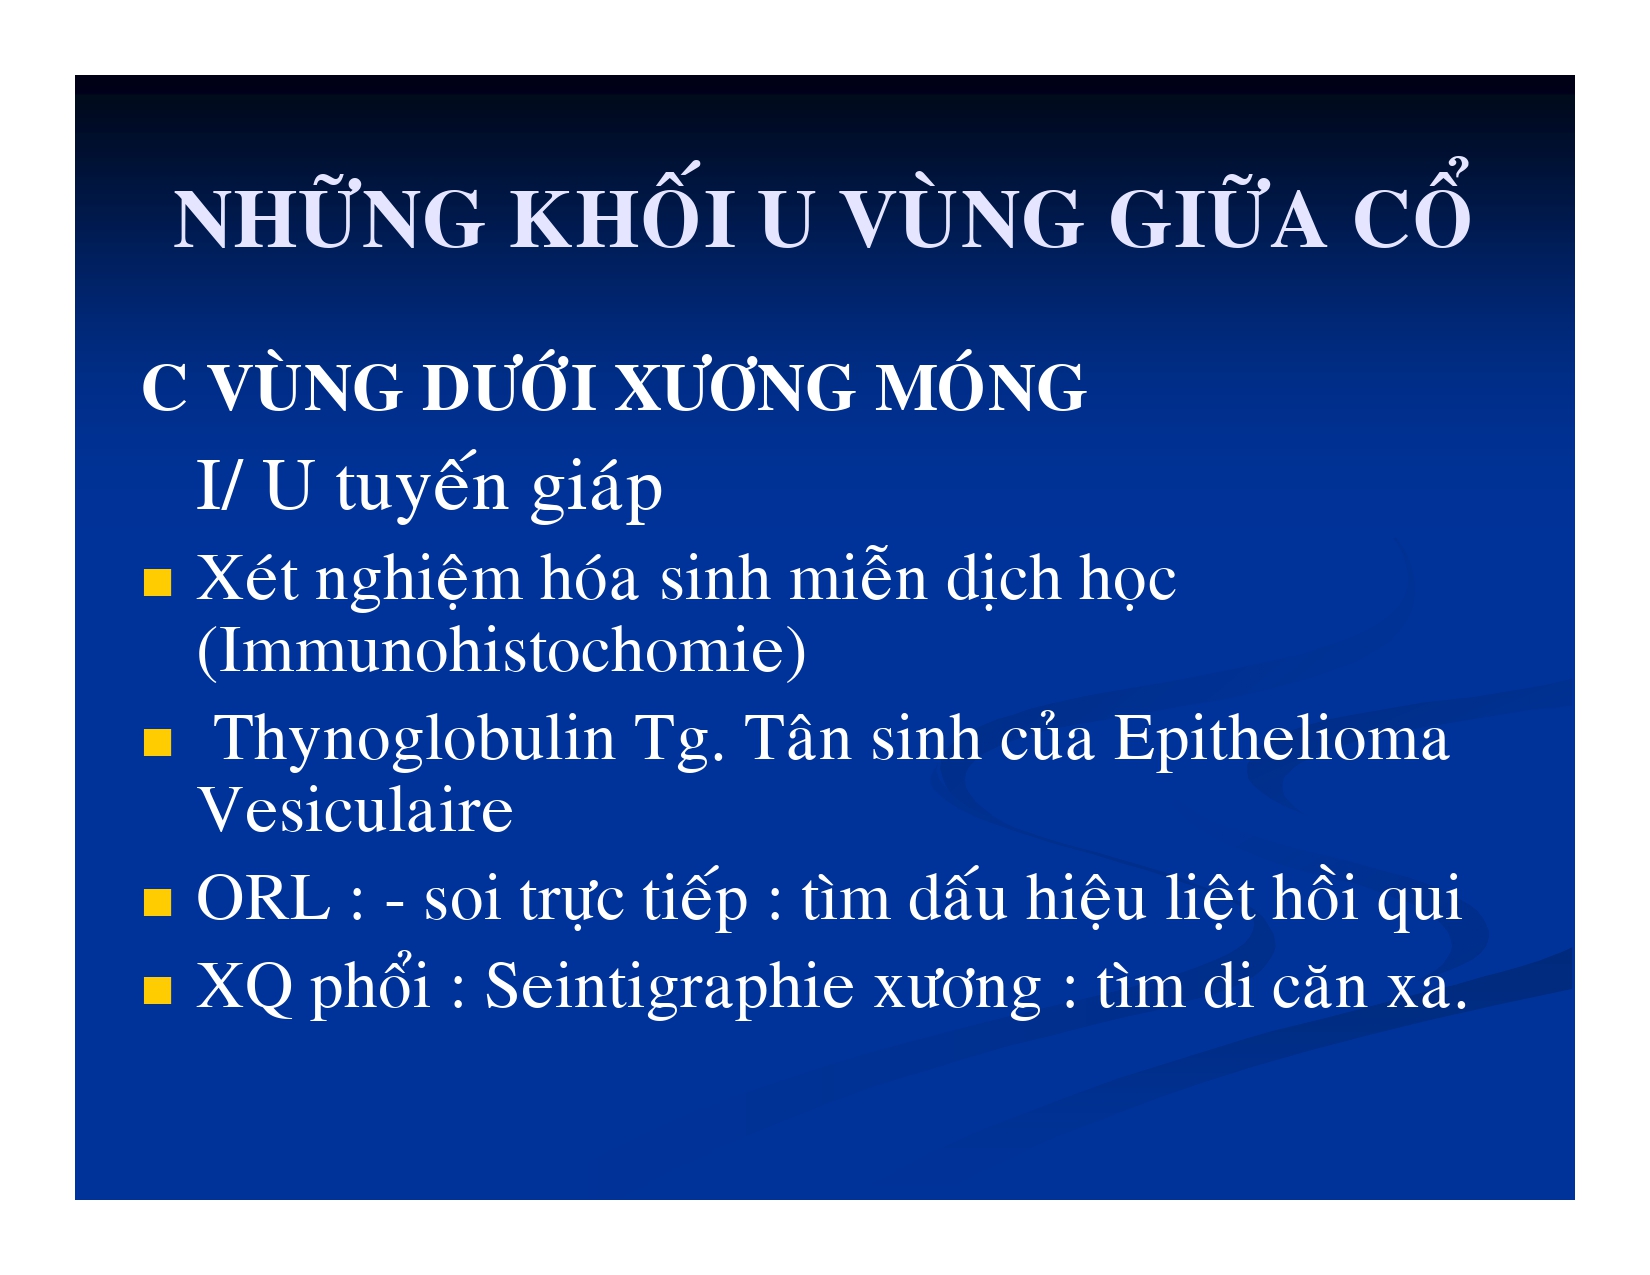 NHỮNG KHỐI U VÙNG GIỮA CỔ
C VÙNG DƯỚI XƯƠNG MÓNG
I/ U tuyến giáp
Xét nghiệm hóa sinh miễn dịch học
(Immunohistochomie)
Thynoglobulin Tg. Tân sinh của Epithelioma
Vesiculaire
ORL : - soi trực tiếp : tìm dấu hiệu liệt hồi qui
XQ phổi : Seintigraphie xương : tìm di căn xa.